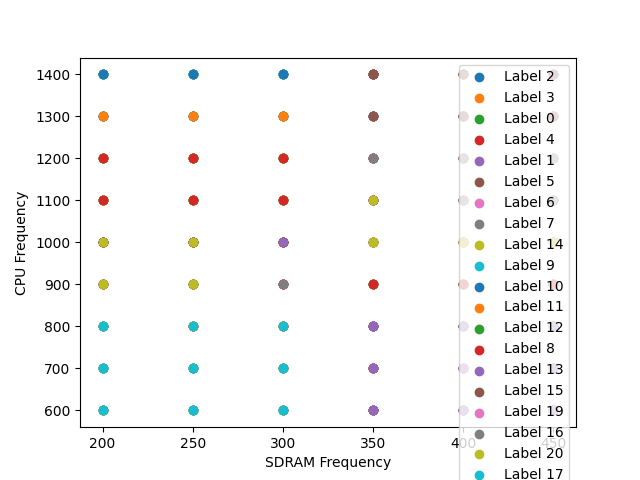 1400
1300
1200
1100
1000
900
800
700
600
CPU Frequency
200
250
300
350
400
450
SDRAM Frequency
Label 2
Label 3
Label 0
Label 4
Label 1
Label 5
Label 6
Label 7
Label 14
Label 9
Label 10
Label 11
Label 12
Label 8
Label 13
Label 15
Label 19
Label 16
Label 20
Label 17